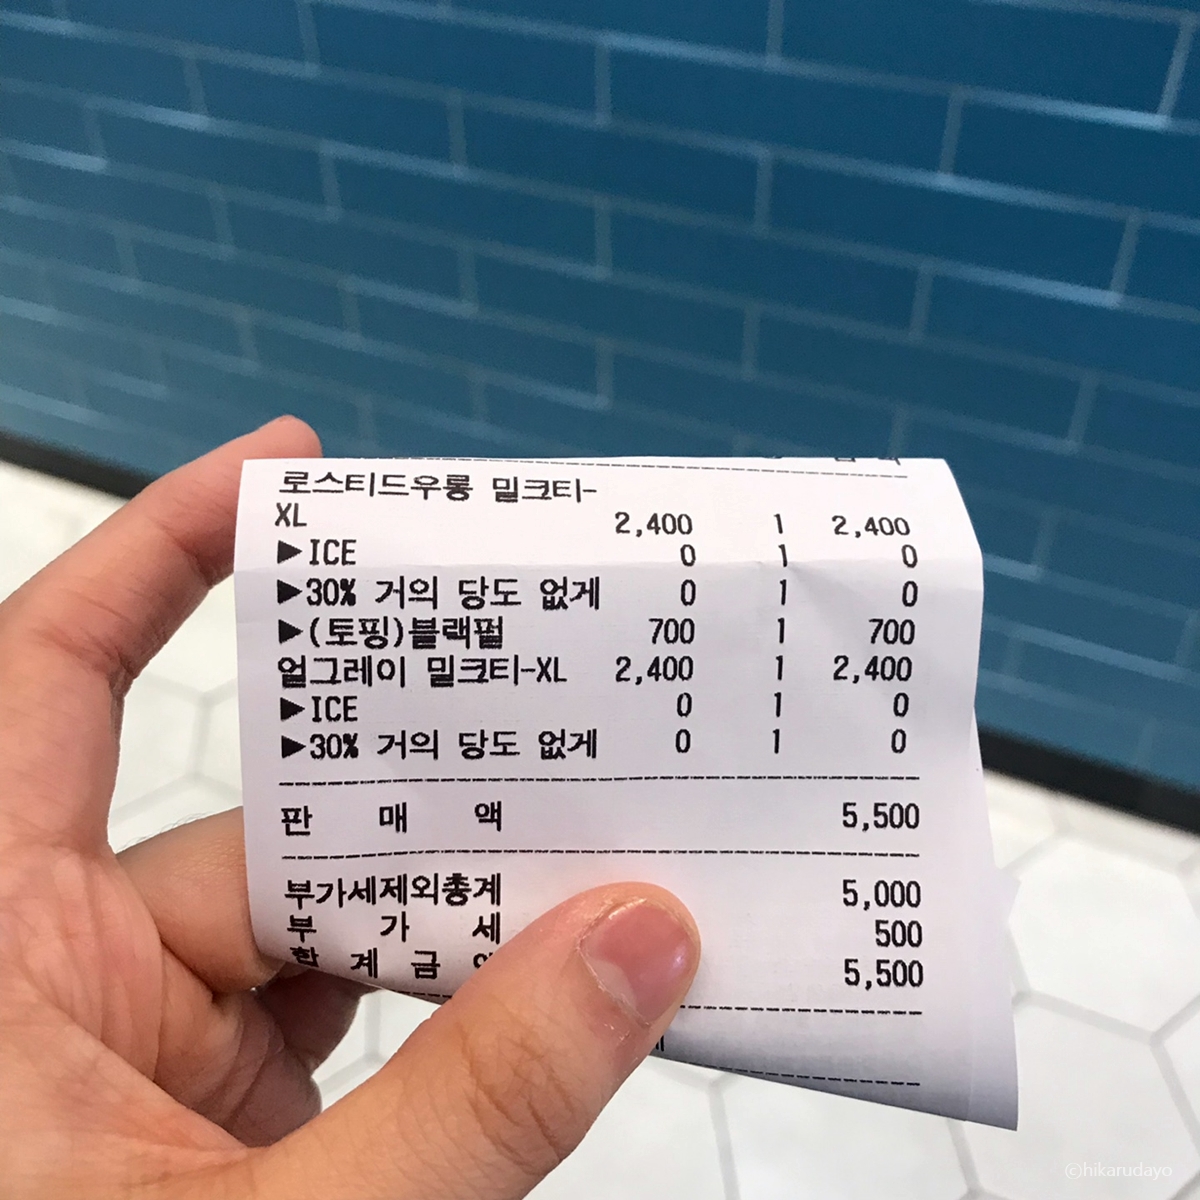 로스티드우롱 밀크티-
XL 2,400 1 2,400
▶ICE 0 1 0
▶30% 거의 당도 없게 0 1 0
▶(토핑)블랙펄 700 1 700
얼그레이 밀크티-XL 2,400 1 2,400
▶ICE 0 1 0
▶30% 거의 당도 없게 0 1 0
판 매 액 5,500
부가세제외총계 5,000
부 가 세 500
합 계 금 5,500
©hikarudayo